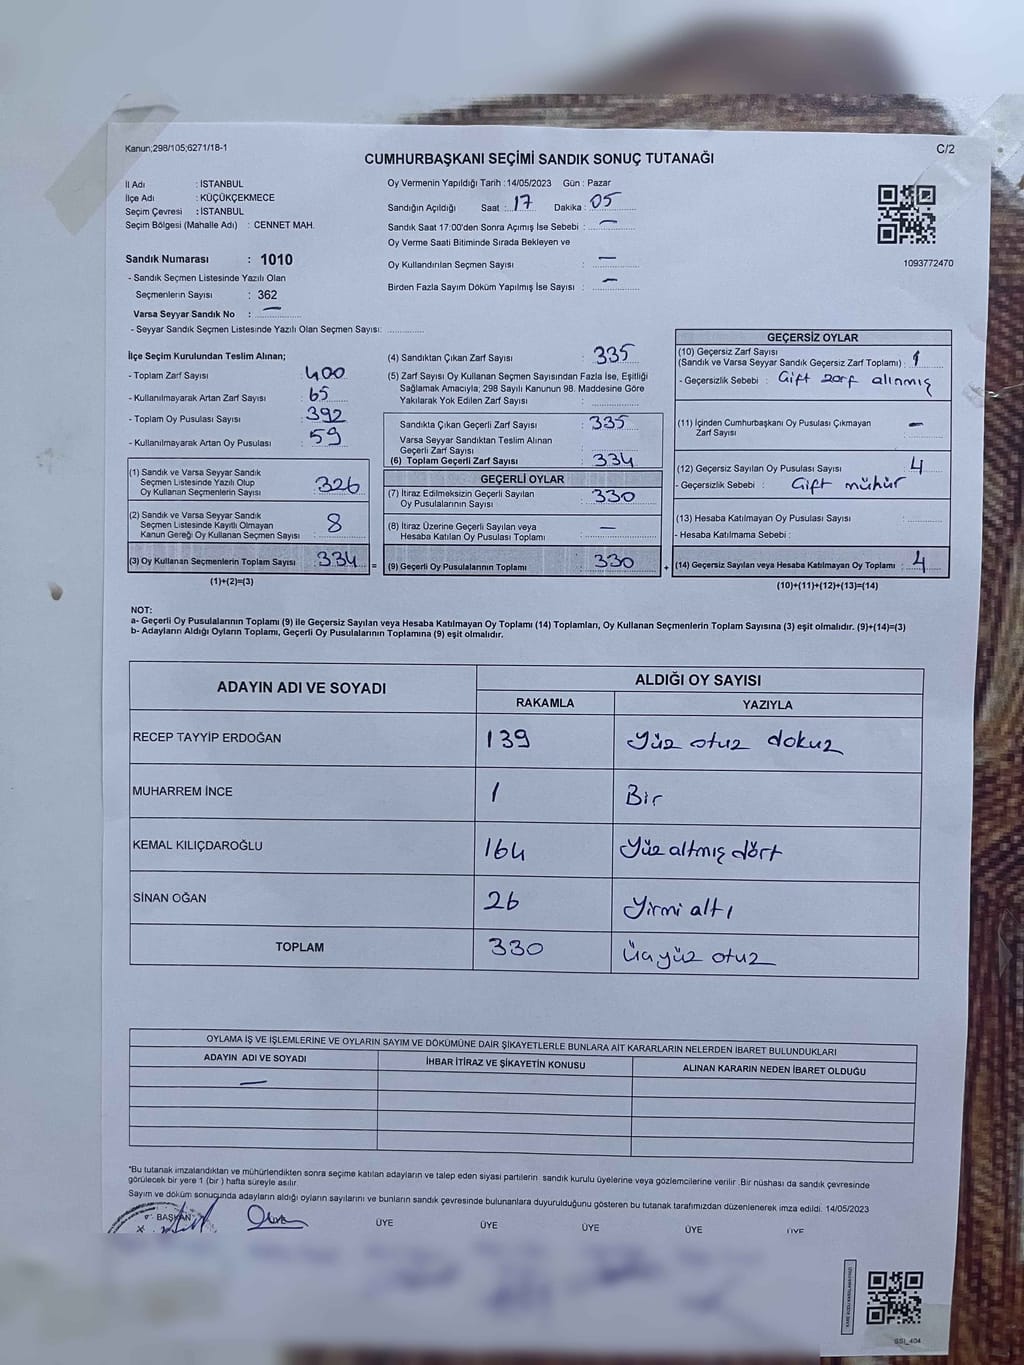 Kanun;298/105;6271/18-1
C/2
CUMHURBAŞKANI SEÇİMİ SANDIK SONUÇ TUTANAĞI
İl Adı : İSTANBUL
İlçe Adı : KÜÇÜKÇEKMECE
Seçim Çevresi : İSTANBUL
Seçim Bölgesi (Mahalle Adı) : CENNET MAH.
Sandık Numarası : 1010
- Sandık Seçmen Listesinde Yazılı Olan
Seçmenlerin Sayısı : 362
Varsa Seyyar Sandık No : —
- Seyyar Sandık Seçmen Listesinde Yazılı Olan Seçmen Sayısı:
Oy Vermenin Yapıldığı Tarih :14/05/2023 Gün : Pazar
Sandığın Açıldığı Saat : 17 Dakika : 05
Sandık Saat 17:00'den Sonra Açımış İse Sebebi : —
Oy Verme Saati Bitiminde Sırada Bekleyen ve
Oy Kullandırılan Seçmen Sayısı : —
Birden Fazla Sayım Döküm Yapılmış İse Sayısı : —
1093772470
İlçe Seçim Kurulundan Teslim Alınan;
- Toplam Zarf Sayısı : 400
- Kullanılmayarak Artan Zarf Sayısı : 65
- Toplam Oy Pusulası Sayısı : 392
- Kullanılmayarak Artan Oy Pusulası : 59
(1) Sandık ve Varsa Seyyar Sandık
Seçmen Listesinde Yazılı Olup
Oy Kullanan Seçmenlerin Sayısı : 326
(2) Sandık ve Varsa Seyyar Sandık
Seçmen Listesinde Kayıtlı Olmayan
Kanun Gereği Oy Kullanan Seçmen Sayısı : 8
(3) Oy Kullanan Seçmenlerin Toplam Sayısı : 334 =
(1)+(2)=(3)
(4) Sandıktan Çıkan Zarf Sayısı : 335
(5) Zarf Sayısı Oy Kullanan Seçmen Sayısından Fazla İse, Eşitliği
Sağlamak Amacıyla; 298 Sayılı Kanunun 98. Maddesine Göre
Yakılarak Yok Edilen Zarf Sayısı :
Sandıkta Çıkan Geçerli Zarf Sayısı : 335
Varsa Seyyar Sandıktan Teslim Alınan
Geçerli Zarf Sayısı :
(6) Toplam Geçerli Zarf Sayısı : 334
GEÇERLİ OYLAR
(7) İtiraz Edilmeksizin Geçerli Sayılan
Oy Pusulasının Sayısı : 330
(8) İtiraz Üzerine Geçerli Sayılan veya
Hesaba Katılan Oy Pusulası Toplamı : —
(9) Geçerli Oy Pusulalarının Toplamı : 330 +
GEÇERSİZ OYLAR
(10) Geçersiz Zarf Sayısı
(Sandık ve Varsa Seyyar Sandık Geçersiz Zarf Toplamı) : 1
- Geçersizlik Sebebi : Çift zarf alınmış
(11) İçinden Cumhurbaşkanı Oy Pusulası Çıkmayan
Zarf Sayısı : —
(12) Geçersiz Sayılan Oy Pusulası Sayısı : 4
- Geçersizlik Sebebi : Çift mühür
(13) Hesaba Katılmayan Oy Pusulası Sayısı :
- Hesaba Katılmama Sebebi :
(14) Geçersiz Sayılan veya Hesaba Katılmayan Oy Toplamı : 4
(10)+(11)+(12)+(13)=(14)
NOT:
a- Geçerli Oy Pusulasının Toplamı (9) ile Geçersiz Sayılan veya Hesaba Katılmayan Oy Toplamı (14) Toplamları, Oy Kullanan Seçmenlerin Toplam Sayısına (3) eşit olmalıdır. (9)+(14)=(3)
b- Adayların Aldığı Oyların Toplamı, Geçerli Oy Pusulalarının Toplamına (9) eşit olmalıdır.
ADAYIN ADI VE SOYADI ALDIĞI OY SAYISI
RAKAMLA YAZIYLA
RECEP TAYYİP ERDOĞAN 139 Yüz otuz dokuz
MUHARREM İNCE 1 Bir
KEMAL KILIÇDAROĞLU 164 Yüz altmış dört
SİNAN OĞAN 26 Yirmi altı
TOPLAM 330 Üçyüz otuz
OYLAMA İŞ VE İŞLEMLERİNE VE OYLARIN SAYIM VE DÖKÜMÜNE DAİR ŞİKAYETLERLE BUNLARA AİT KARARLARIN NELERDEN İBARET BULUNDUKLARI
ADAYIN ADI VE SOYADI İHBAR İTİRAZ VE ŞİKAYETİN KONUSU ALINAN KARARIN NEDEN İBARET OLDUĞU
—
*Bu tutanak imzalandıktan ve mühürlendikten sonra seçime katılan adayların ve talep eden siyasi partilerin sandık kurulu üyelerine veya gözlemcilerine verilir .Bir nüshası da sandık çevresinde
görülecek bir yere 1 (bir ) hafta süreyle asılır.
Sayım ve döküm sonucunda adayların aldığı oyların sayılarını ve bunların sandık çevresinde bulunanlara duyurulduğunu gösteren bu tutanak tarafımızdan düzenlenerek imza edildi. 14/05/2023
BAŞKAN ÜYE ÜYE ÜYE ÜYE ÜYE
SSİ_404